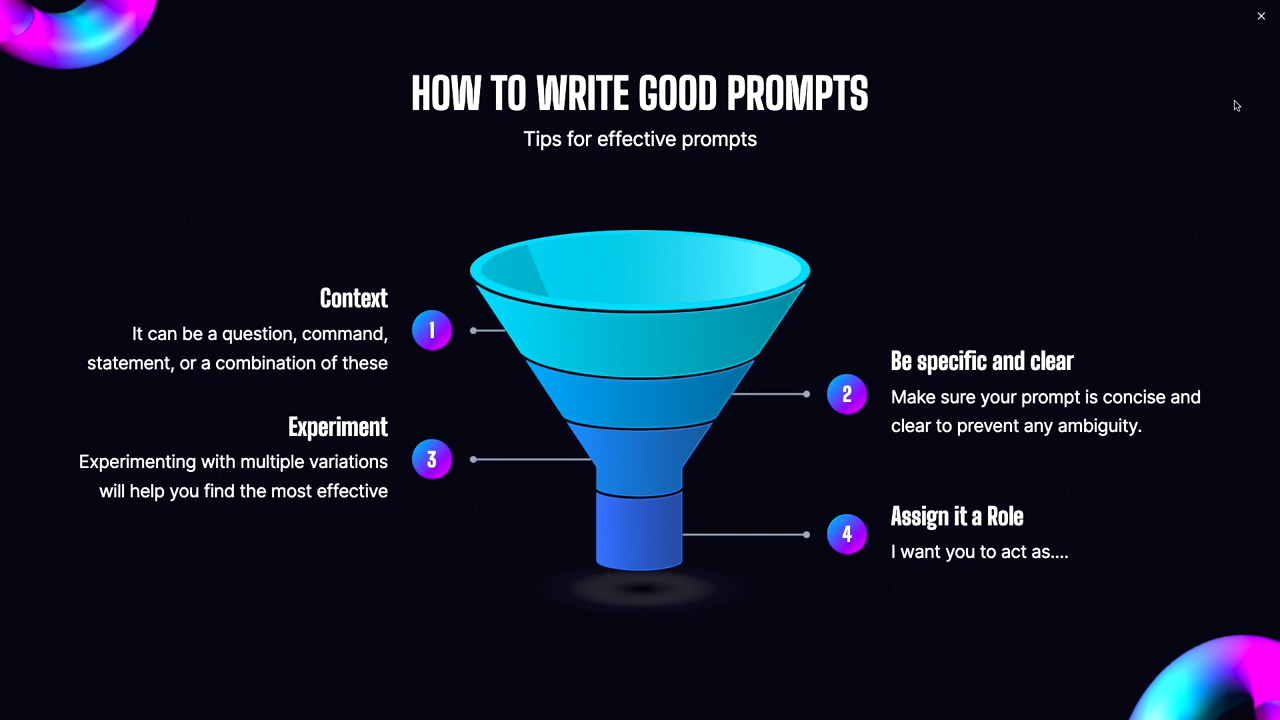 HOW TO WRITE GOOD PROMPTS
Tips for effective prompts
Context
It can be a question, command,
statement, or a combination of these
1
Be specific and clear
Make sure your prompt is concise and
clear to prevent any ambiguity.
2
Experiment
Experimenting with multiple variations
will help you find the most effective
3
Assign it a Role
I want you to act as....
4